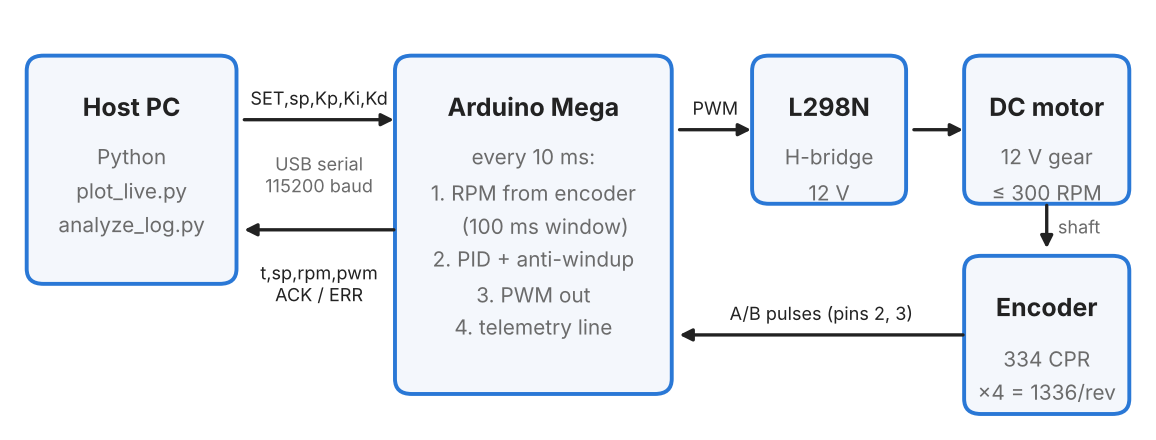 Host PC
Python
plot_live.py
analyze_log.py
SET,sp,Kp,Ki,Kd
USB serial
115200 baud
t,sp,rpm,pwm
ACK / ERR
Arduino Mega
every 10 ms:
1. RPM from encoder
(100 ms window)
2. PID + anti-windup
3. PWM out
4. telemetry line
PWM
L298N
H-bridge
12 V
DC motor
12 V gear
≤ 300 RPM
shaft
Encoder
334 CPR
×4 = 1336/rev
A/B pulses (pins 2, 3)